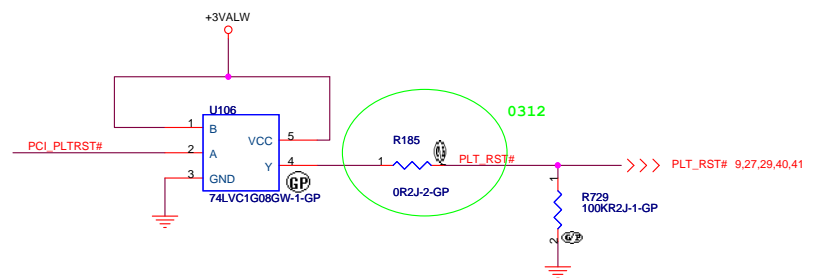 +3VALW
0312
U106
1 B
VCC 5
R185
PCI_PLTRST#
2 A
Y 4
1
PLT_RST#
PLT_RST# 9,27,29,40,41
3 GND
GP
0R2J-2-GP
74LVC1G08GW-1-GP
1
R729
100KR2J-1-GP
2